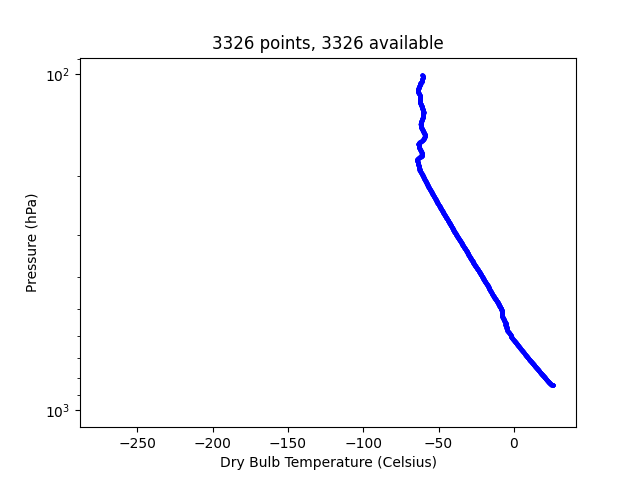 3326 points, 3326 available
10²
Pressure (hPa)
10³
−250 −200 −150 −100 −50 0
Dry Bulb Temperature (Celsius)